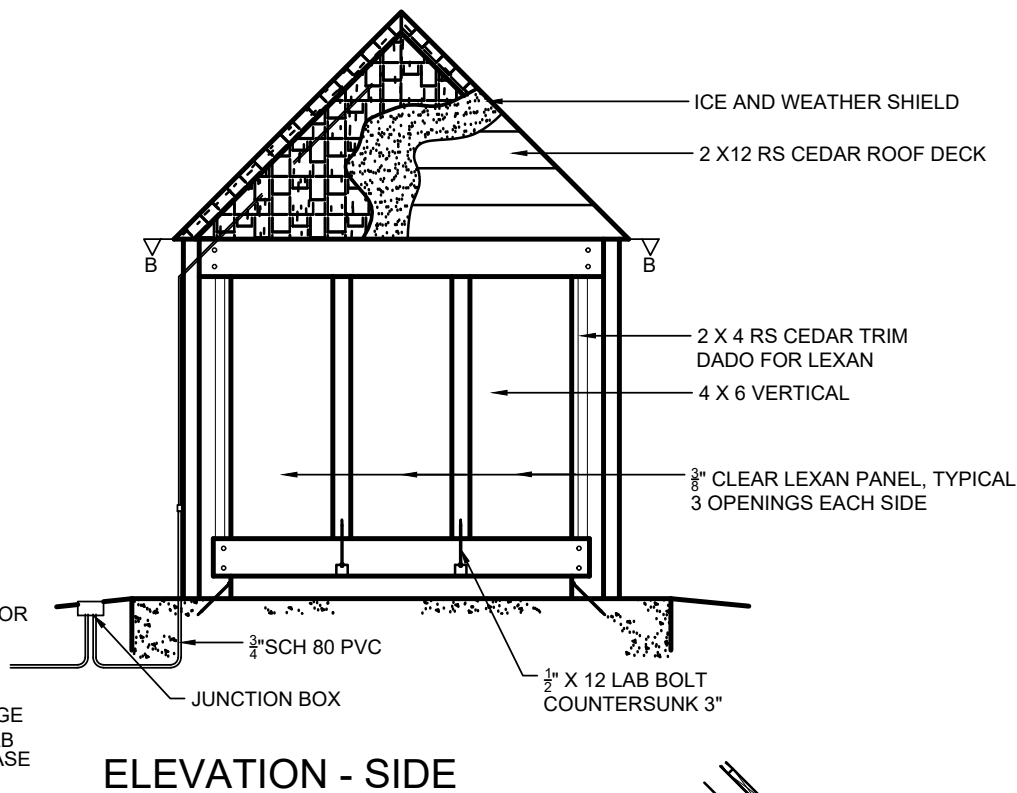 ICE AND WEATHER SHIELD
2 X12 RS CEDAR ROOF DECK
B
B
2 X 4 RS CEDAR TRIM
DADO FOR LEXAN
4 X 6 VERTICAL
3/8" CLEAR LEXAN PANEL, TYPICAL
3 OPENINGS EACH SIDE
OR
3/4"SCH 80 PVC
1/2" X 12 LAB BOLT
COUNTERSUNK 3"
JUNCTION BOX
GE
B
ASE
ELEVATION - SIDE